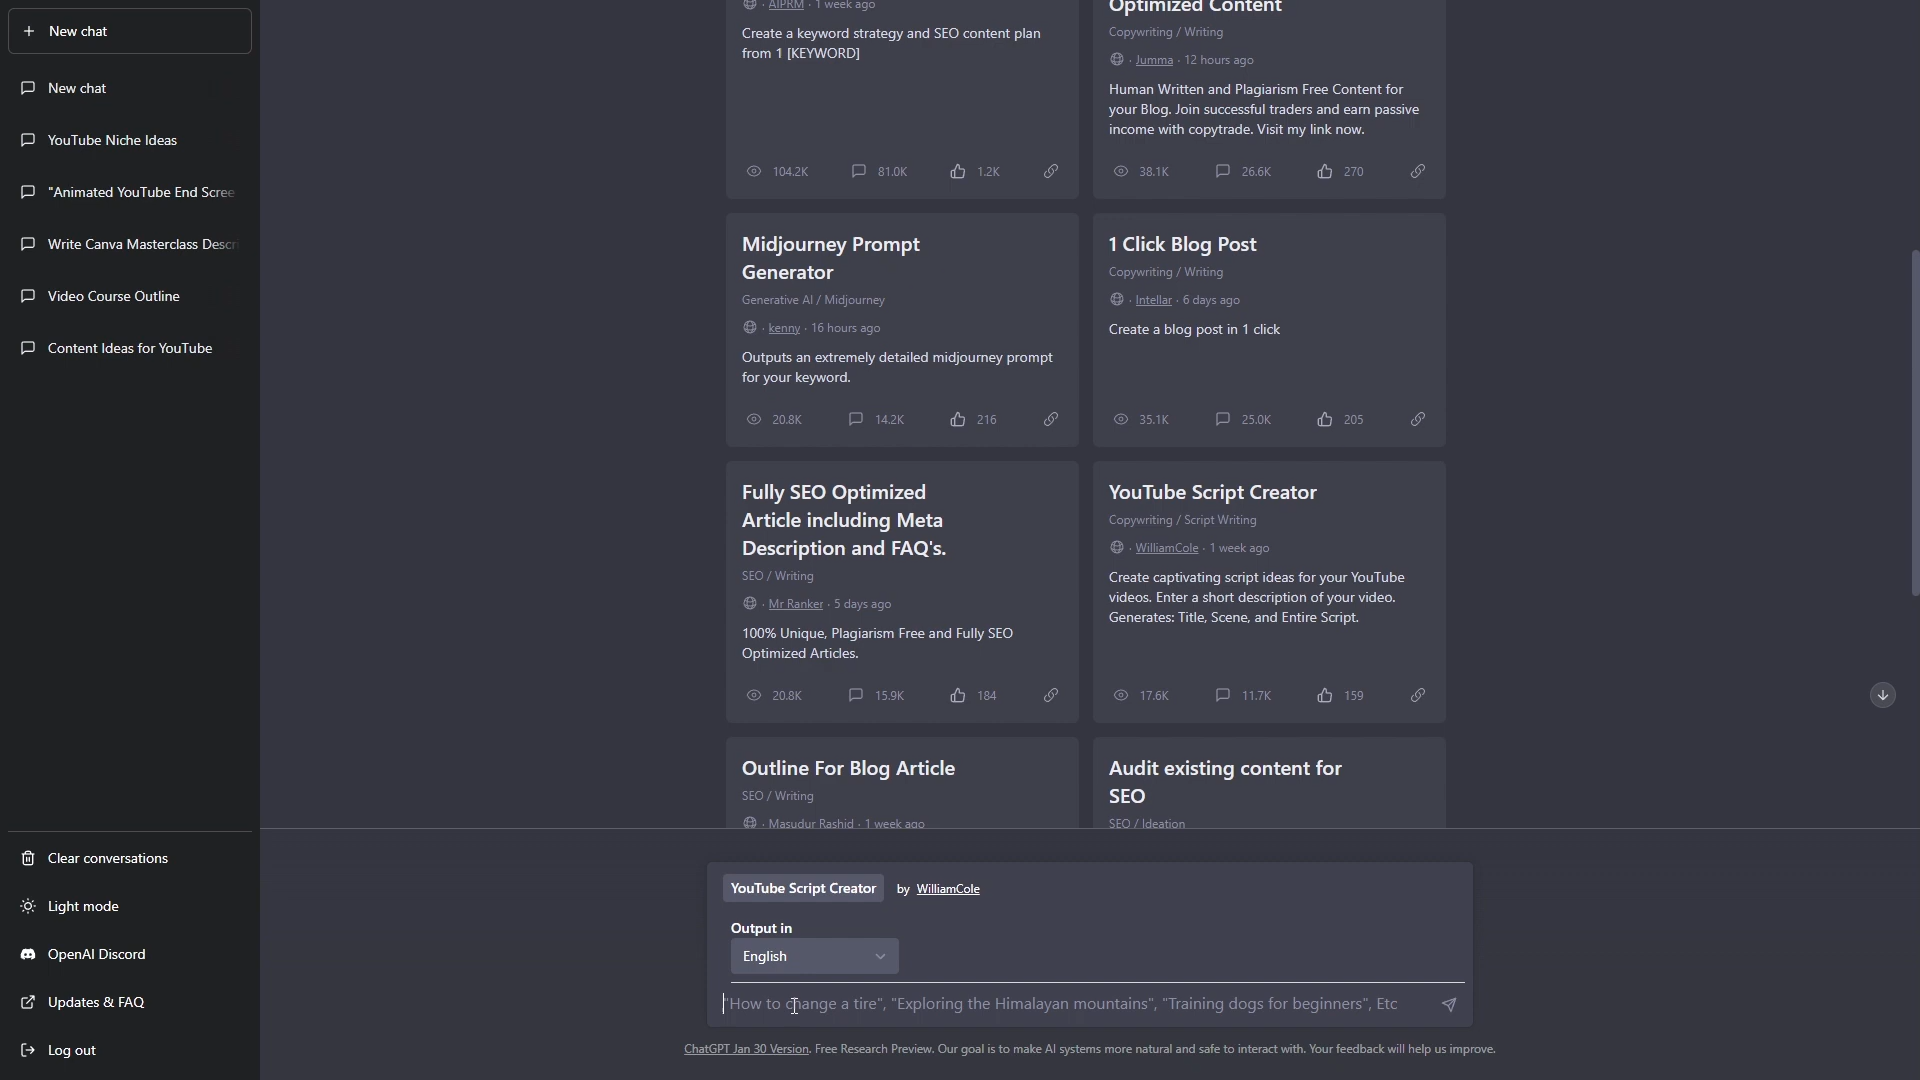 New chat
New chat
YouTube Niche Ideas
"Animated YouTube End Scree
Write Canva Masterclass Descri
Video Course Outline
Content Ideas for YouTube
Clear conversations
Light mode
OpenAI Discord
Updates & FAQ
Log out
· AIPRM · 1 week ago
Create a keyword strategy and SEO content plan
from 1 [KEYWORD]
104.2K 81.0K 1.2K
Optimized Content
Copywriting / Writing
· Jumma · 12 hours ago
Human Written and Plagiarism Free Content for
your Blog. Join successful traders and earn passive
income with copytrade. Visit my link now.
38.1K 26.6K 270
Midjourney Prompt
Generator
Generative AI / Midjourney
· kenny · 16 hours ago
Outputs an extremely detailed midjourney prompt
for your keyword.
20.8K 14.2K 216
1 Click Blog Post
Copywriting / Writing
· Intellar · 6 days ago
Create a blog post in 1 click
35.1K 25.0K 205
Fully SEO Optimized
Article including Meta
Description and FAQ's.
SEO / Writing
· Mr Ranker · 5 days ago
100% Unique, Plagiarism Free and Fully SEO
Optimized Articles.
20.8K 15.9K 184
YouTube Script Creator
Copywriting / Script Writing
· WilliamCole · 1 week ago
Create captivating script ideas for your YouTube
videos. Enter a short description of your video.
Generates: Title, Scene, and Entire Script.
17.6K 11.7K 159
Outline For Blog Article
SEO / Writing
· Masudur Rashid · 1 week ago
Audit existing content for
SEO
SEO / Ideation
YouTube Script Creator by WilliamCole
Output in
English
"How to change a tire", "Exploring the Himalayan mountains", "Training dogs for beginners", Etc
ChatGPT Jan 30 Version. Free Research Preview. Our goal is to make AI systems more natural and safe to interact with. Your feedback will help us improve.